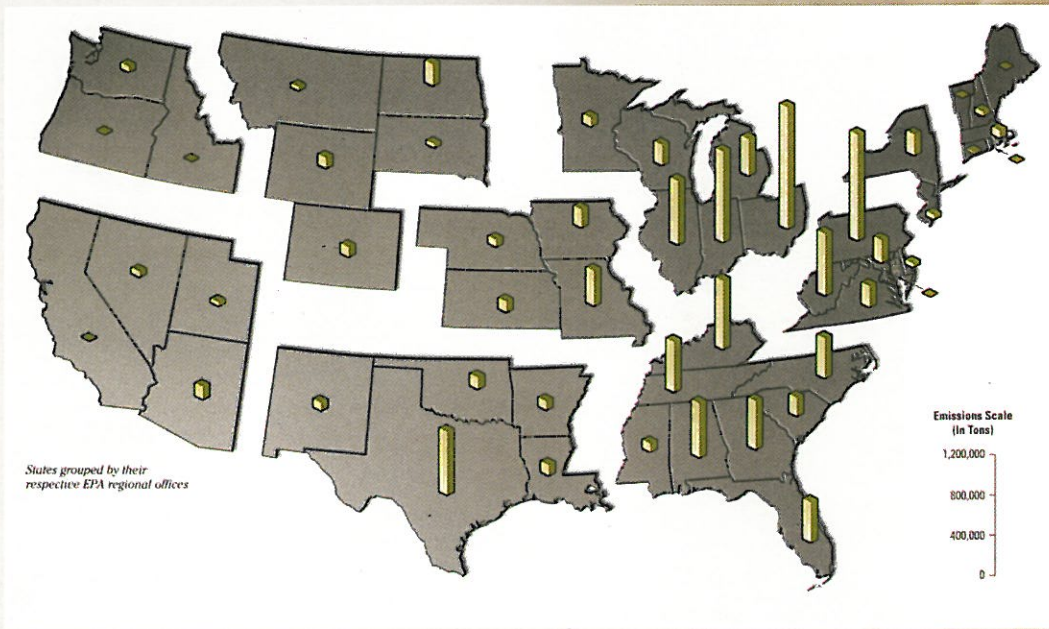 States grouped by their
respective EPA regional offices
Emissions Scale
(In Tons)
1,200,000
800,000
400,000
0